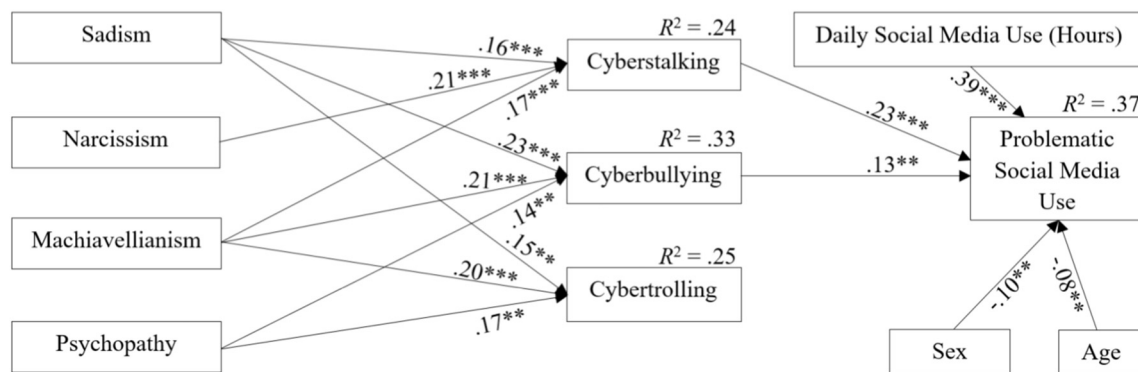 Sadism
Narcissism
Machiavellianism
Psychopathy
.16***
.21***
.17***
.23***
.21***
.14**
.15**
.20***
.17**
R² = .24
Cyberstalking
R² = .33
Cyberbullying
R² = .25
Cybertrolling
.23***
.13**
Daily Social Media Use (Hours)
.39***
R² = .37
Problematic
Social Media
Use
-.10**
-.08**
Sex
Age